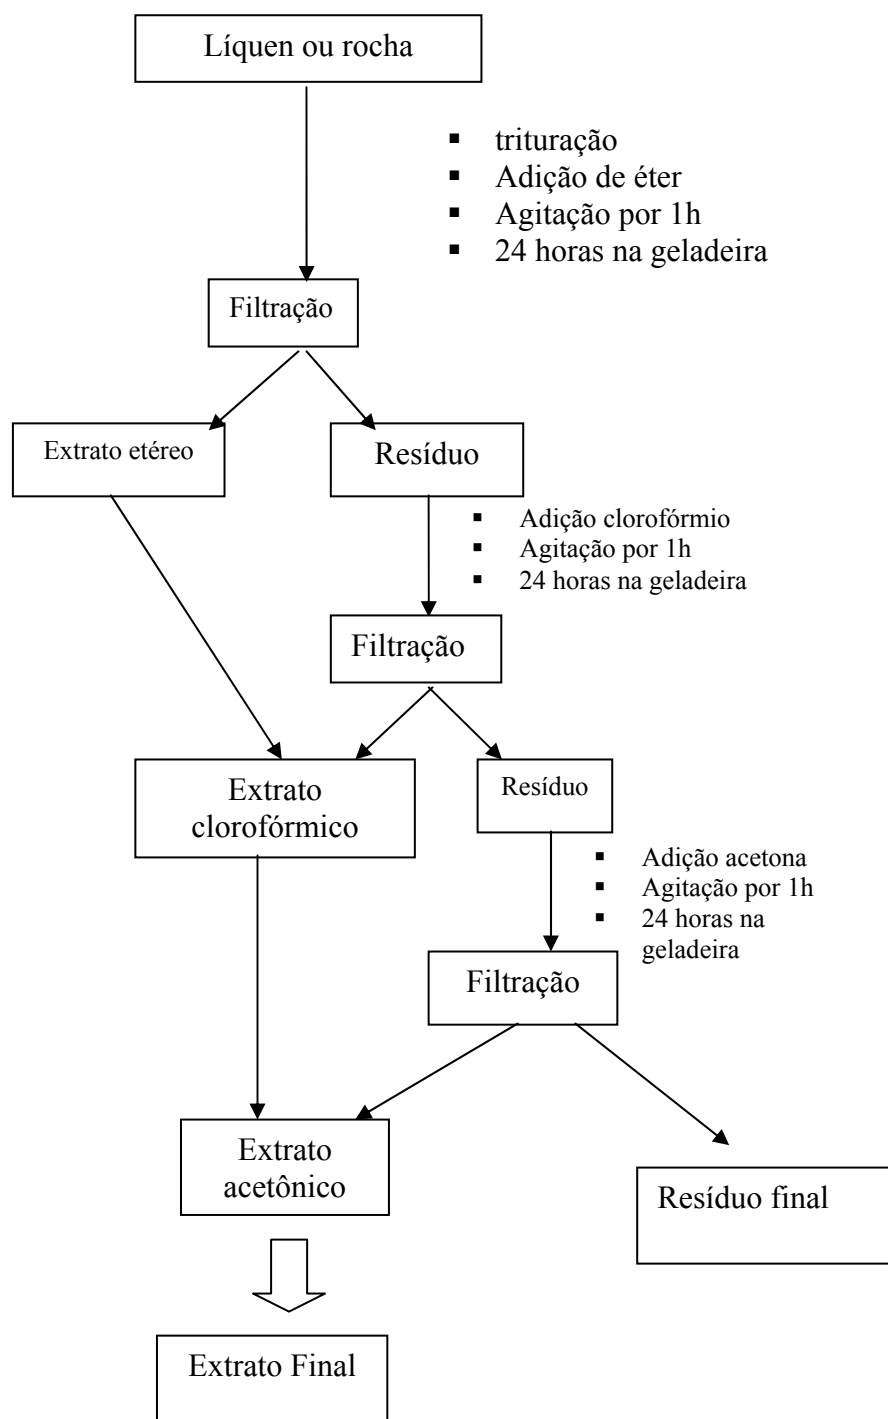 Líquen ou rocha
▪ trituração
▪ Adição de éter
▪ Agitação por 1h
▪ 24 horas na geladeira
Filtração
Extrato etéreo
Resíduo
▪ Adição clorofórmio
▪ Agitação por 1h
▪ 24 horas na geladeira
Filtração
Extrato
clorofórmico
Resíduo
▪ Adição acetona
▪ Agitação por 1h
▪ 24 horas na
geladeira
Filtração
Extrato
acetônico
Resíduo final
Extrato Final